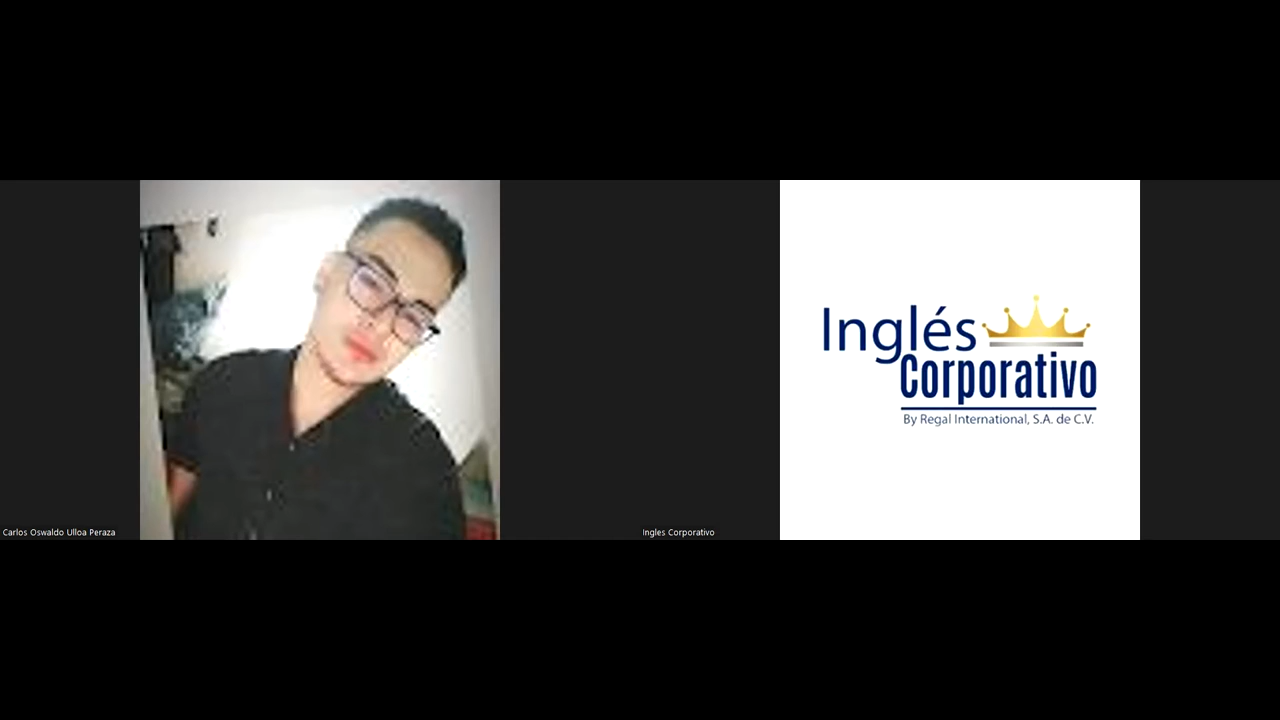 Inglés
Corporativo
By Regal International, S.A. de C.V.
Carlos Oswaldo Ulloa Peraza
Ingles Corporativo